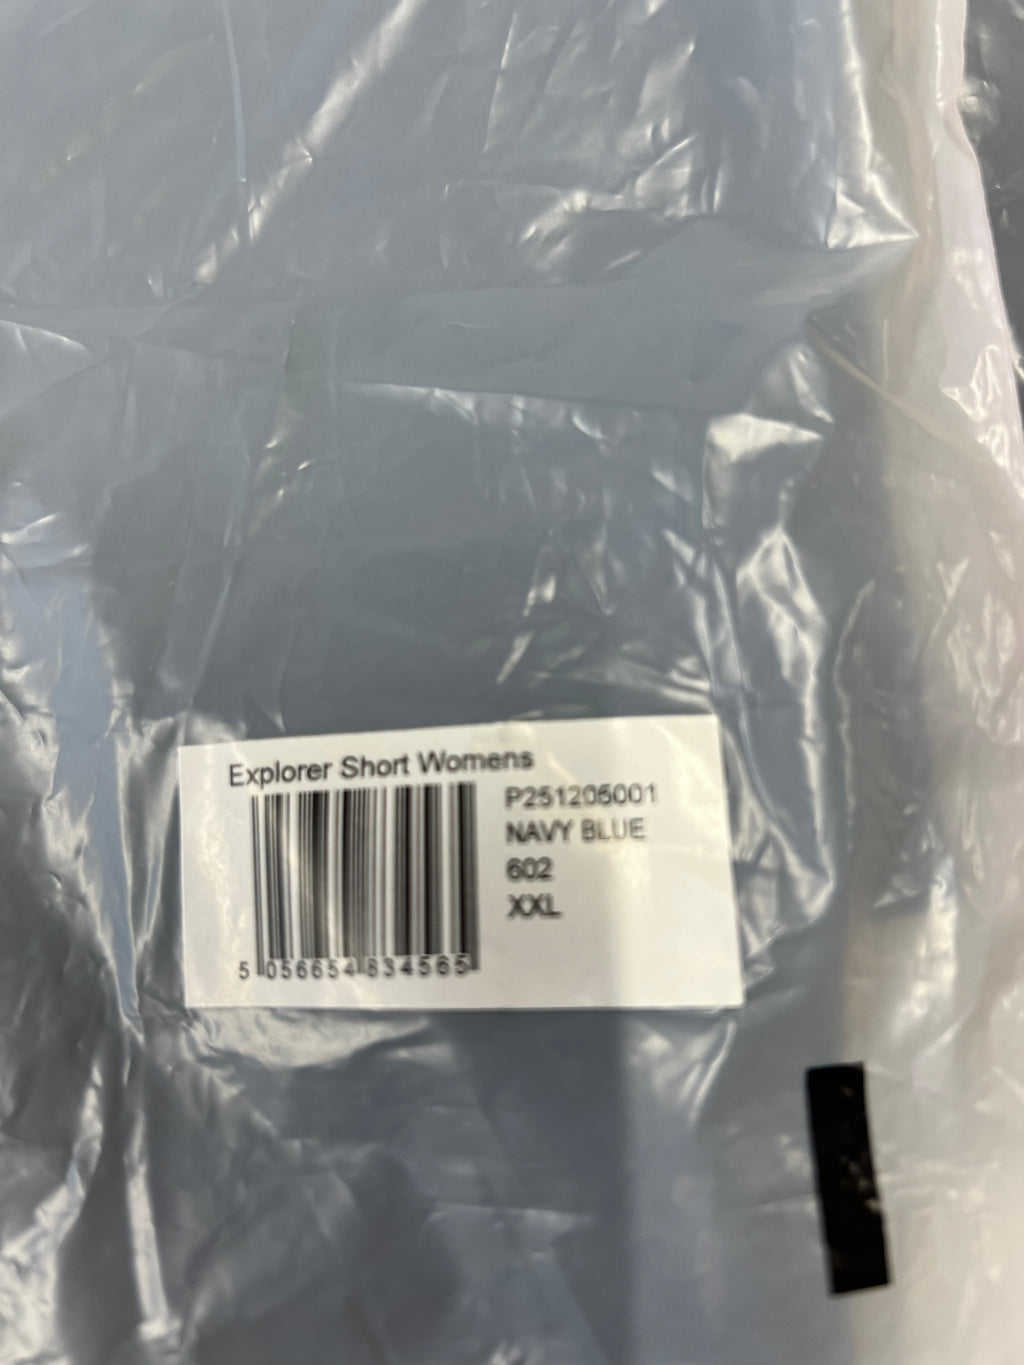 Explorer Short Womens
P251205001
NAVY BLUE
602
XXL
5 056654 834565